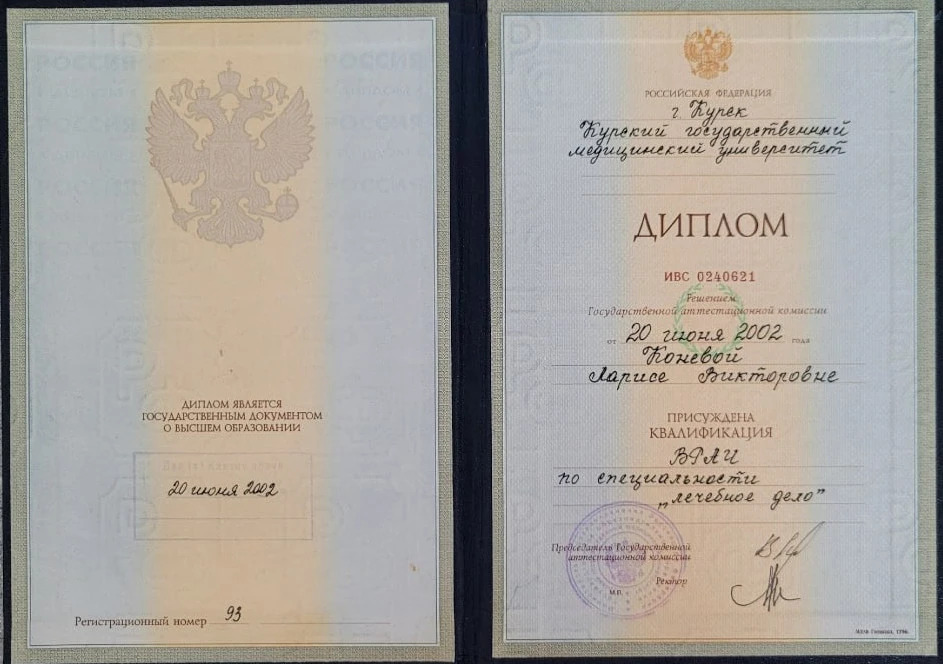 ДИПЛОМ ЯВЛЯЕТСЯ
ГОСУДАРСТВЕННЫМ ДОКУМЕНТОМ
О ВЫСШЕМ ОБРАЗОВАНИИ
20 июня 2002
Регистрационный номер 93
РОССИЙСКАЯ ФЕДЕРАЦИЯ
г. Курск
Курский государственный
медицинский университет
ДИПЛОМ
ИВС 0240621
Решением
Государственной аттестационной комиссии
от 20 июня 2002 года
Коневой
Ларисе Викторовне
ПРИСУЖДЕНА
КВАЛИФИКАЦИЯ
ВРАЧ
по специальности
„лечебное дело"
Председатель Государственной
аттестационной комиссии
Ректор
М.П.